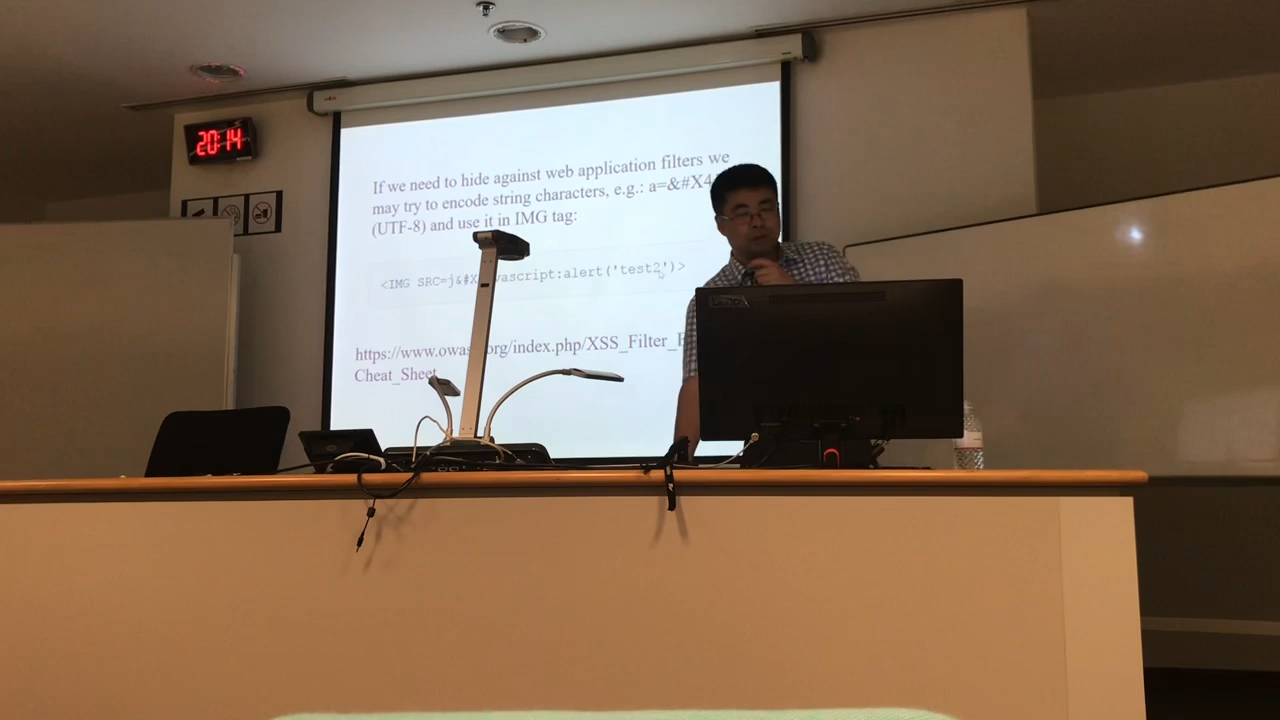 20:14
If we need to hide against web application filters we
may try to encode string characters, e.g.: a=&#X4
(UTF-8) and use it in IMG tag:
<IMG SRC=j&#X vascript:alert('test2')>
https://www.owas org/index.php/XSS_Filter_
Cheat_Sheet